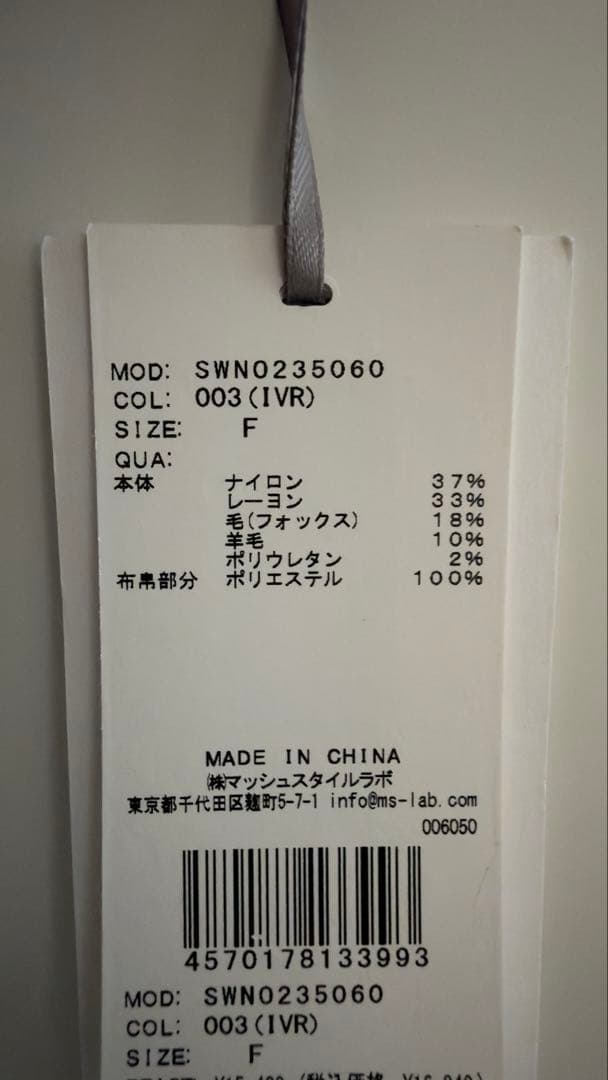 MOD: SWN0235060
COL: 003(IVR)
SIZE: F
QUA:
本体 ナイロン 37%
レーヨン 33%
毛(フォックス) 18%
羊毛 10%
ポリウレタン 2%
布帛部分 ポリエステル 100%
MADE IN CHINA
㈱マッシュスタイルラボ
東京都千代田区麹町5-7-1 info@ms-lab.com
006050
4570178133993
MOD: SWN0235060
COL: 003(IVR)
SIZE: F